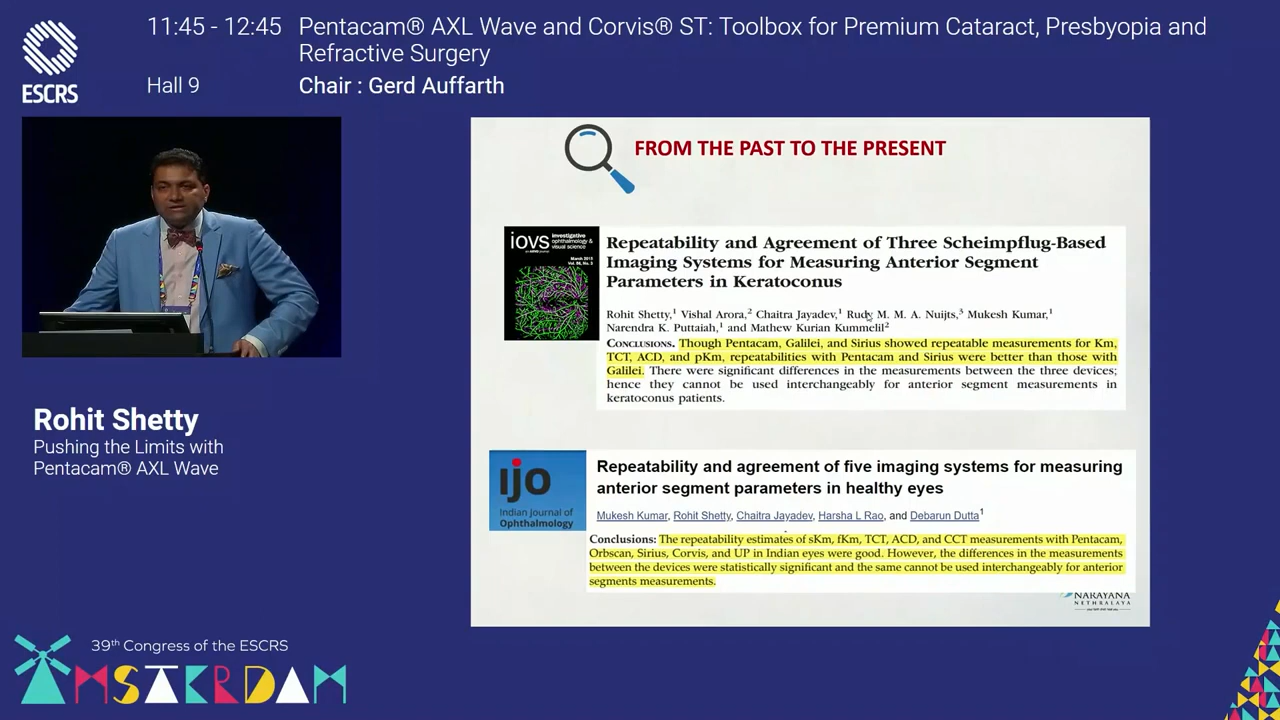 11:45 - 12:45
Pentacam® AXL Wave and Corvis® ST: Toolbox for Premium Cataract, Presbyopia and
Refractive Surgery
Hall 9
Chair : Gerd Auffarth
ESCRS
FROM THE PAST TO THE PRESENT
iovs investigative
ophthalmology &
visual science
March 2015
Vol. 56, No. 3
Repeatability and Agreement of Three Scheimpflug-Based
Imaging Systems for Measuring Anterior Segment
Parameters in Keratoconus
Rohit Shetty,1 Vishal Arora,2 Chaitra Jayadev,1 Rudy M. M. A. Nuijts,3 Mukesh Kumar,1
Narendra K. Puttaiah,1 and Mathew Kurian Kummelil2
CONCLUSIONS. Though Pentacam, Galilei, and Sirius showed repeatable measurements for Km,
TCT, ACD, and pKm, repeatabilities with Pentacam and Sirius were better than those with
Galilei. There were significant differences in the measurements between the three devices;
hence they cannot be used interchangeably for anterior segment measurements in
keratoconus patients.
ijo
Indian Journal of
Ophthalmology
Repeatability and agreement of five imaging systems for measuring
anterior segment parameters in healthy eyes
Mukesh Kumar, Rohit Shetty, Chaitra Jayadev, Harsha L Rao, and Debarun Dutta1
Conclusions: The repeatability estimates of sKm, fKm, TCT, ACD, and CCT measurements with Pentacam,
Orbscan, Sirius, Corvis, and UP in Indian eyes were good. However, the differences in the measurements
between the devices were statistically significant and the same cannot be used interchangeably for anterior
segments measurements.
NARAYANA
NETHRALAYA
Rohit Shetty
Pushing the Limits with
Pentacam® AXL Wave
39th Congress of the ESCRS
AMSTERDAM